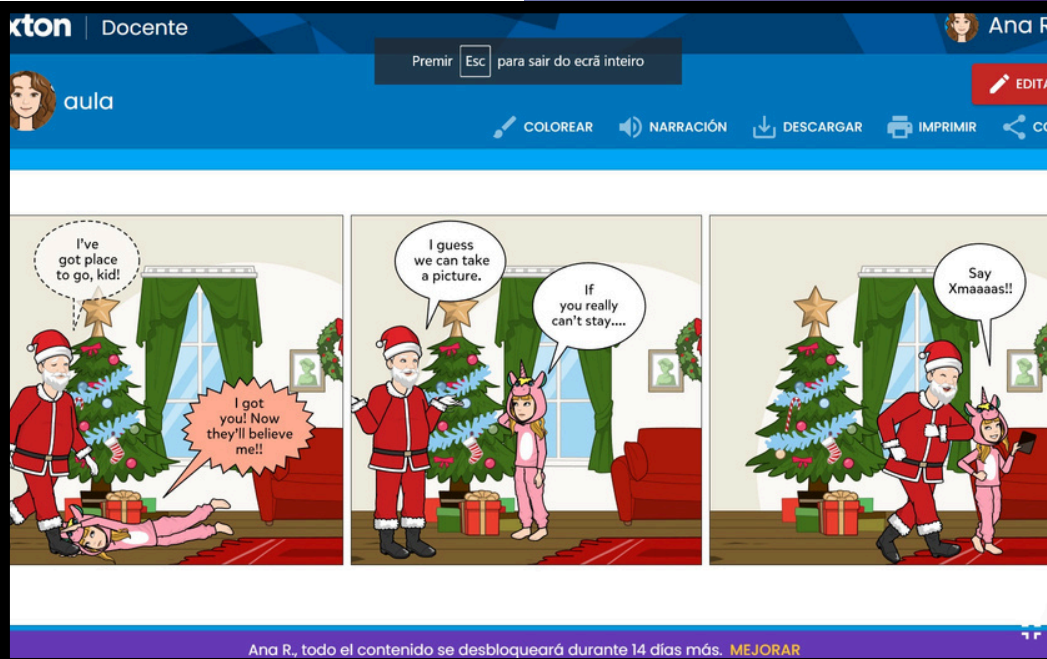 xton | Docente
Ana R
Premir Esc para sair do ecrã inteiro
aula
EDITA
COLOREAR
NARRACIÓN
DESCARGAR
IMPRIMIR
CO
I've
got place
to go, kid!
I got
you! Now
they'll believe
me!!
I guess
we can take
a picture.
If
you really
can't stay....
Say
Xmaaaas!!
Ana R., todo el contenido se desbloqueará durante 14 días más. MEJORAR